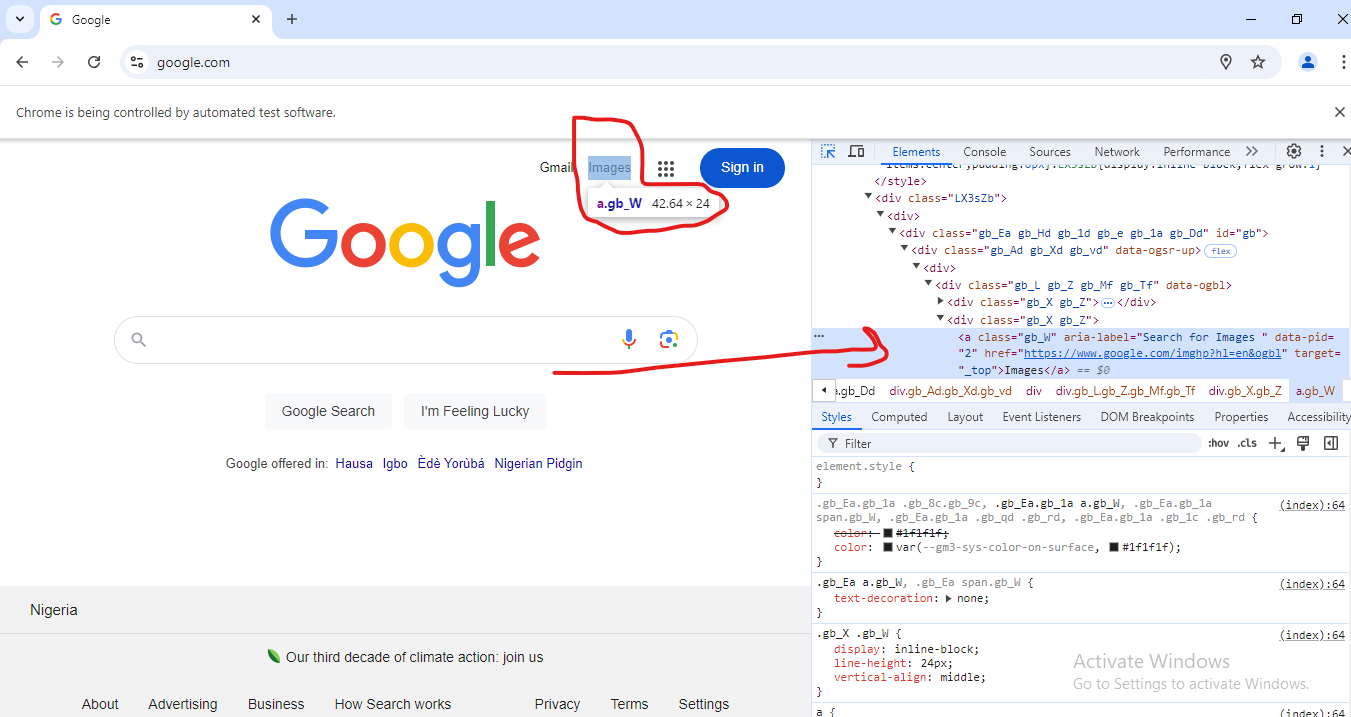 Google
google.com
Chrome is being controlled by automated test software.
Gmail Images Sign in
a.gb_W 42.64 × 24
Google
Google Search I'm Feeling Lucky
Google offered in: Hausa Igbo Èdè Yorùbá Nigerian Pidgin
Nigeria
Our third decade of climate action: join us
About Advertising Business How Search works Privacy Terms Settings
Elements Console Sources Network Performance
</style>
<div class="LX3sZb">
<div>
<div class="gb_Ea gb_Hd gb_1d gb_e gb_1a gb_Dd" id="gb">
<div class="gb_Ad gb_Xd gb_vd" data-ogsr-up> flex
<div>
<div class="gb_L gb_Z gb_Mf gb_Tf" data-ogbl>
<div class="gb_X gb_Z"> ⋯ </div>
<div class="gb_X gb_Z">
<a class="gb_W" aria-label="Search for Images " data-pid=
"2" href="https://www.google.com/imghp?hl=en&ogbl" target=
"_top">Images</a> == $0
.gb_Dd div.gb_Ad.gb_Xd.gb_vd div div.gb_L.gb_Z.gb_Mf.gb_Tf div.gb_X.gb_Z a.gb_W
Styles Computed Layout Event Listeners DOM Breakpoints Properties Accessibility
Filter :hov .cls
element.style {
}
.gb_Ea.gb_1a .gb_8c.gb_9c, .gb_Ea.gb_1a a.gb_W, .gb_Ea.gb_1a (index):64
span.gb_W, .gb_Ea.gb_1a .gb_qd .gb_rd, .gb_Ea.gb_1a .gb_1c .gb_rd {
color: #1f1f1f;
color: var(--gm3-sys-color-on-surface, #1f1f1f);
}
.gb_Ea a.gb_W, .gb_Ea span.gb_W { (index):64
text-decoration: none;
}
.gb_X .gb_W { (index):64
display: inline-block;
line-height: 24px;
vertical-align: middle;
}
a { (index):64
Activate Windows
Go to Settings to activate Windows.